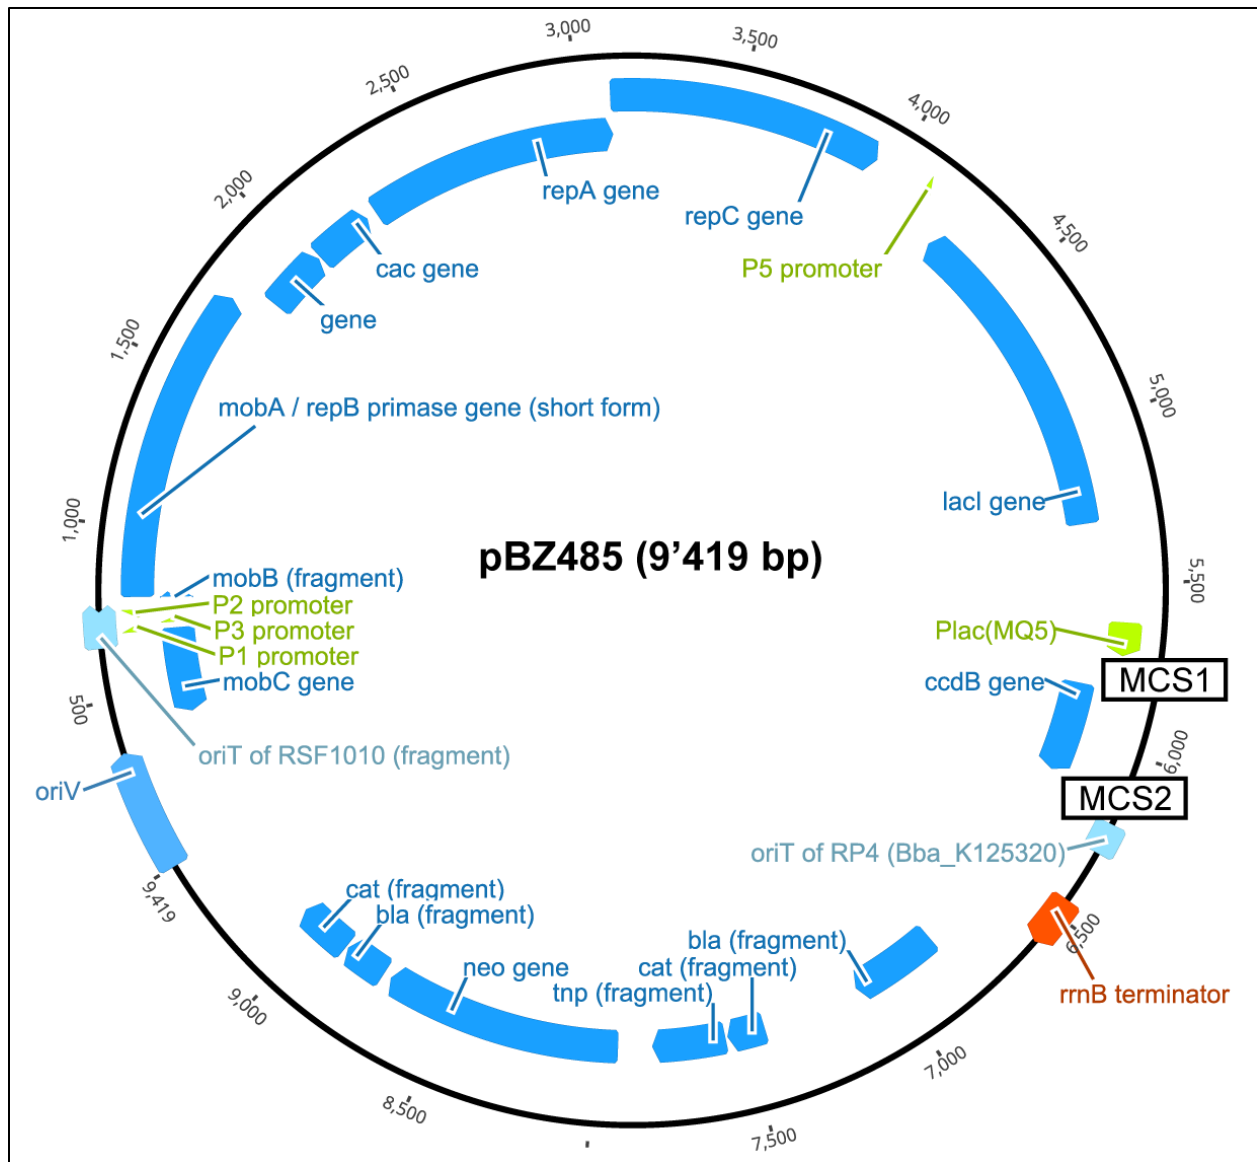 3,000
3,500
2,500
4,000
repA gene
2,000
repC gene
4,500
cac gene
P5 promoter
gene
1,500
5,000
mobA / repB primase gene (short form)
lacI gene
1,000
pBZ485 (9’419 bp)
5,500
mobB (fragment)
P2 promoter
P3 promoter
Plac(MQ5)
P1 promoter
mobC gene
ccdB gene
MCS1
500
oriT of RSF1010 (fragment)
6,000
oriV
MCS2
oriT of RP4 (Bba_K125320)
9,419
cat (fragment)
bla (fragment)
6,500
bla (fragment)
neo gene
cat (fragment)
tnp (fragment)
rrnB terminator
9,000
7,000
8,500
7,500